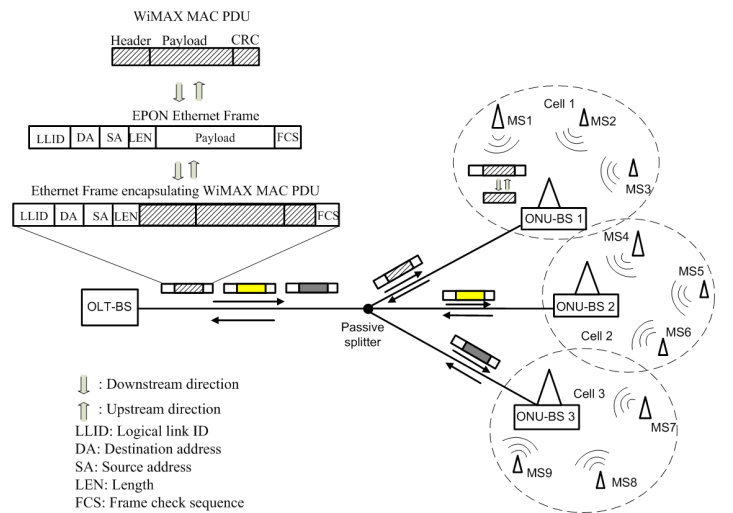 WiMAX MAC PDU
Header Payload CRC
EPON Ethernet Frame
LLID DA SA LEN Payload FCS
Ethernet Frame encapsulating WiMAX MAC PDU
LLID DA SA LEN FCS
OLT-BS
Passive
splitter
Cell 1
MS1
MS2
MS3
ONU-BS 1
MS4
MS5
ONU-BS 2
MS6
Cell 2
Cell 3
ONU-BS 3
MS7
MS9
MS8
: Downstream direction
: Upstream direction
LLID: Logical link ID
DA: Destination address
SA: Source address
LEN: Length
FCS: Frame check sequence